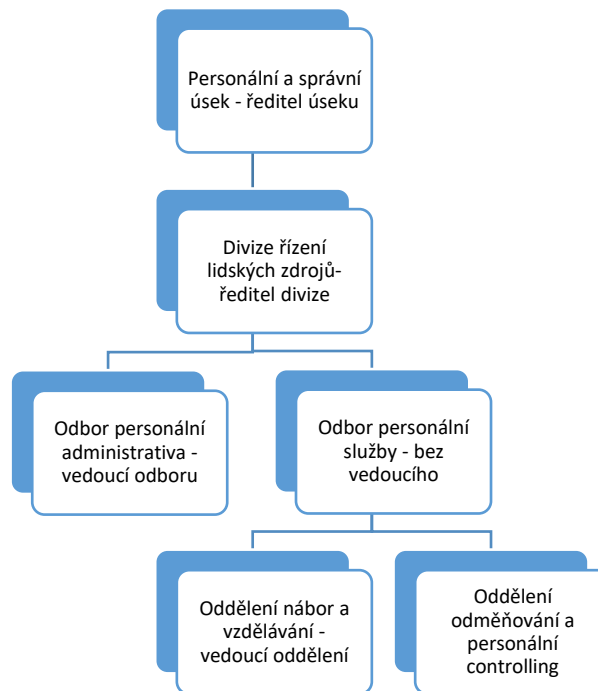 Personální a správní
úsek - ředitel úseku
Divize řízení
lidských zdrojů-
ředitel divize
Odbor personální
administrativa -
vedoucí odboru
Odbor personální
služby - bez
vedoucího
Oddělení nábor a
vzdělávání -
vedoucí oddělení
Oddělení
odměňování a
personální
controlling